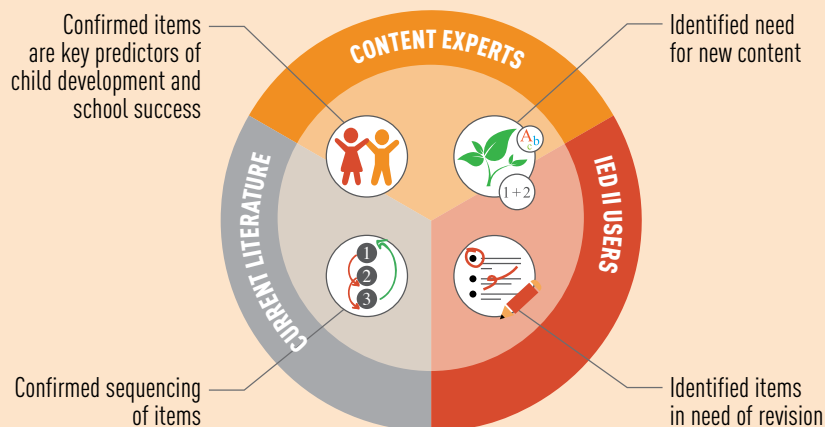 Confirmed items
are key predictors of
child development and
school success
Identified need
for new content
CONTENT EXPERTS
CURRENT LITERATURE
IED II USERS
A
b
c
1+2
1
2
3
Confirmed sequencing
of items
Identified items
in need of revision